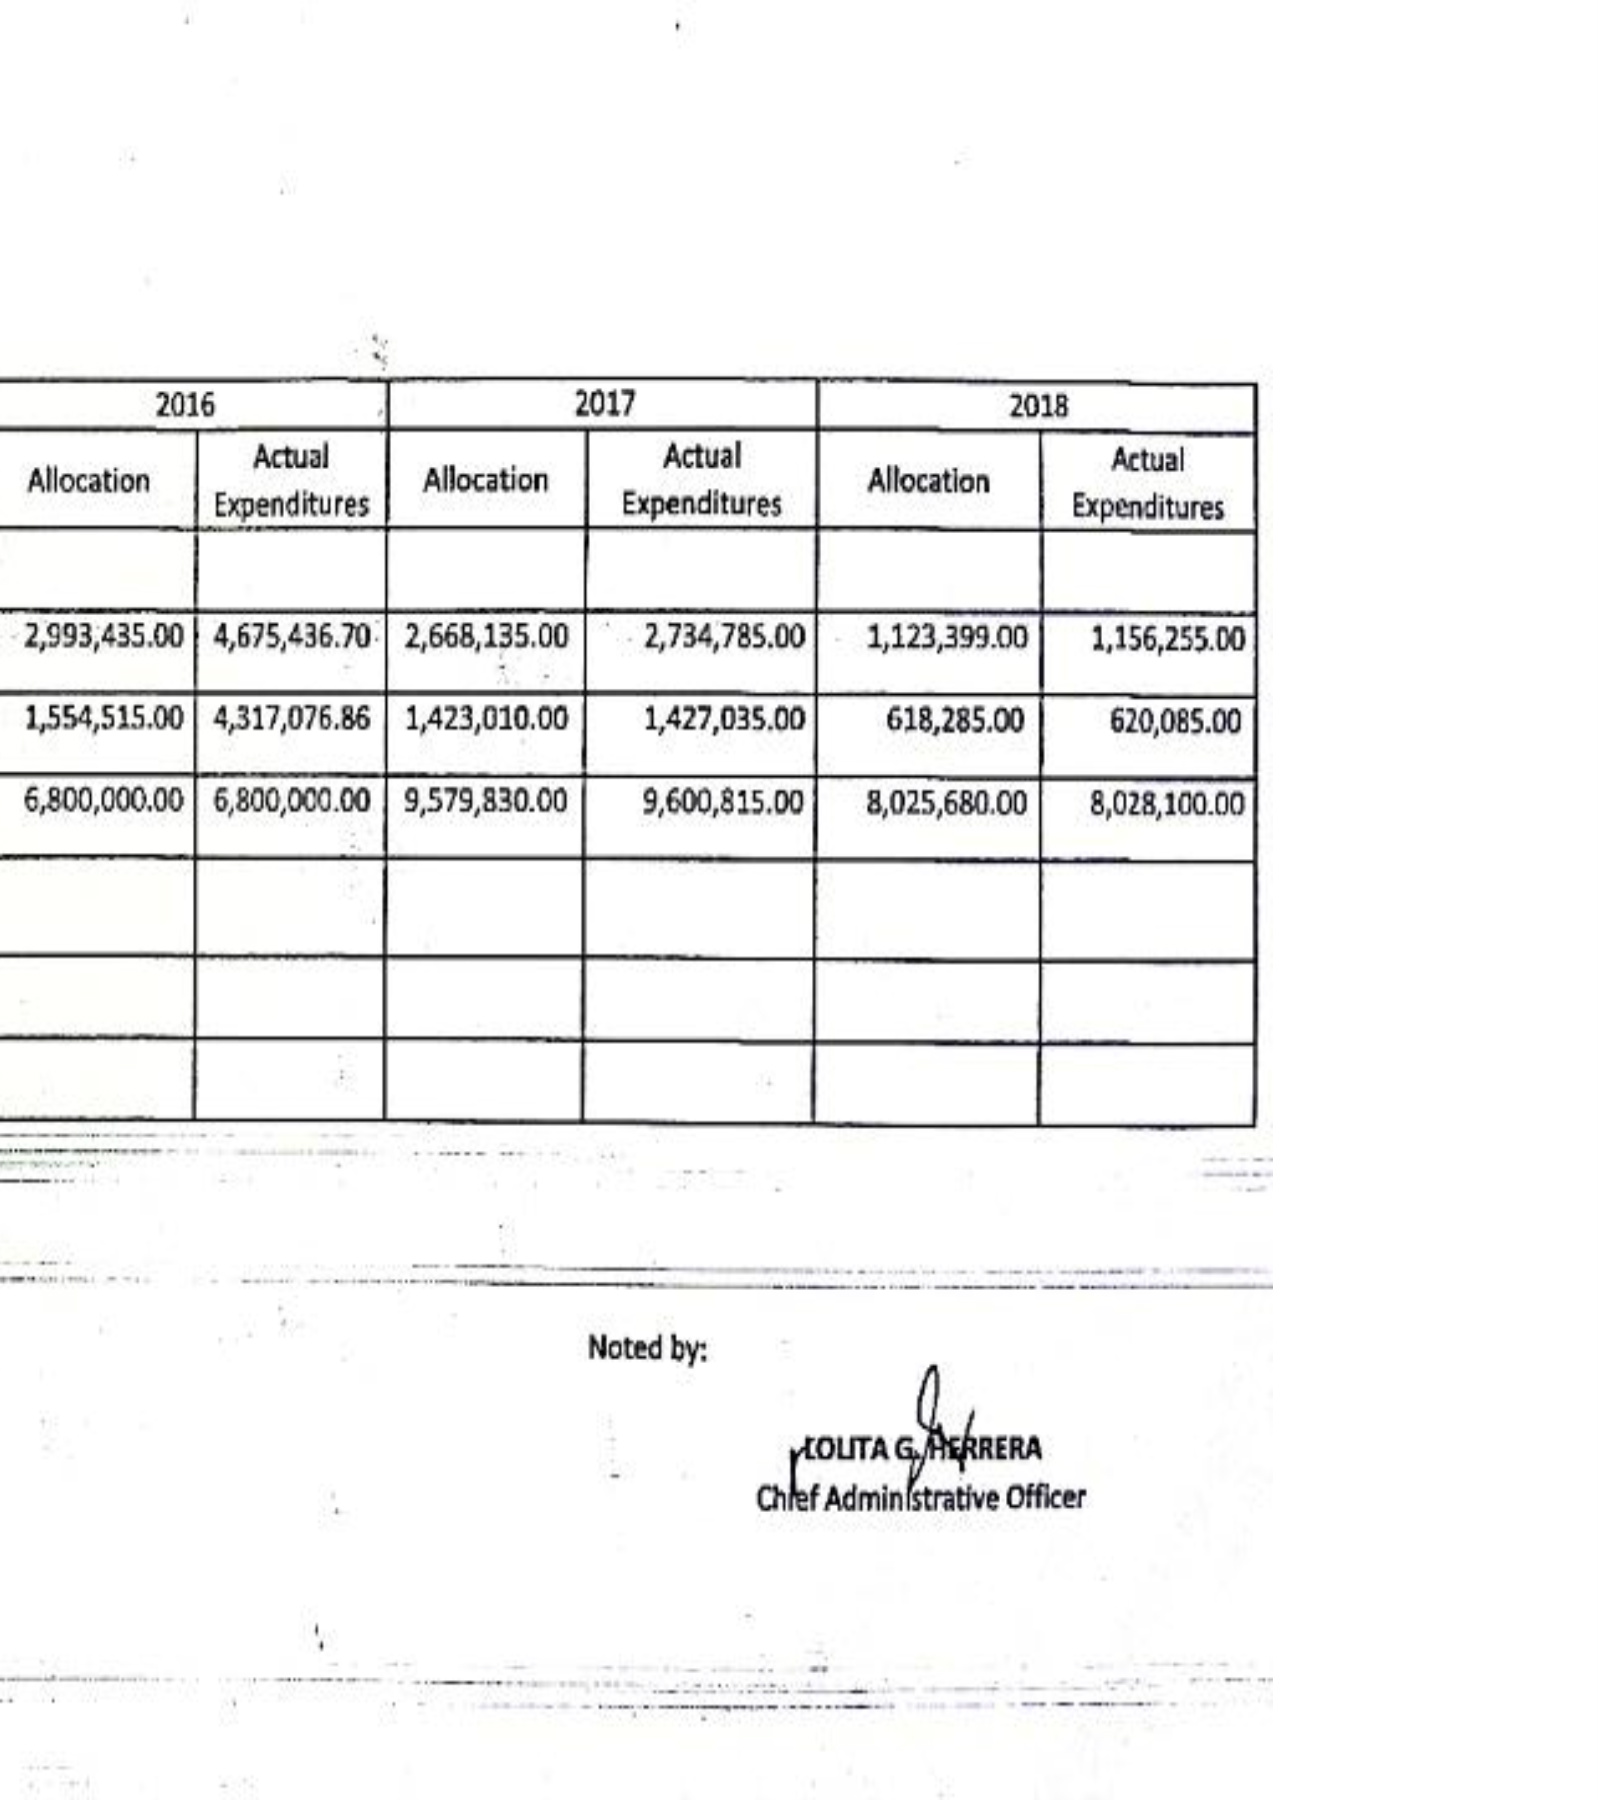 2016 2017 2018
Allocation Actual Expenditures Allocation Actual Expenditures Allocation Actual Expenditures
2,993,435.00 4,675,436.70 2,668,135.00 2,734,785.00 1,123,399.00 1,156,255.00
1,554,515.00 4,317,076.86 1,423,010.00 1,427,035.00 618,285.00 620,085.00
6,800,000.00 6,800,000.00 9,579,830.00 9,600,815.00 8,025,680.00 8,028,100.00
Noted by:
LOLITA G. HERRERA
Chief Administrative Officer